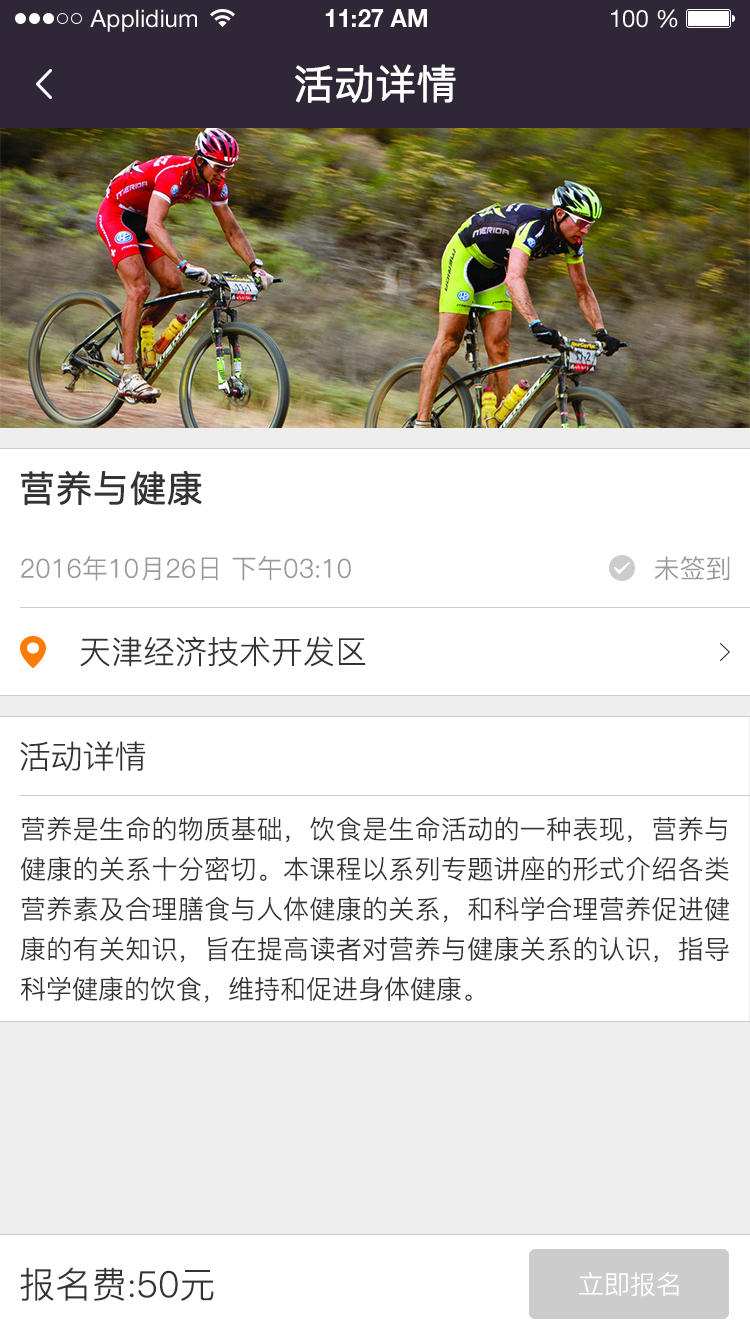 Applidium 11:27 AM 100 %
活动详情
MERIDA
MERIDA
营养与健康
2016年10月26日 下午03:10 未签到
天津经济技术开发区
活动详情
营养是生命的物质基础，饮食是生命活动的一种表现，营养与
健康的关系十分密切。本课程以系列专题讲座的形式介绍各类
营养素及合理膳食与人体健康的关系，和科学合理营养促进健
康的有关知识，旨在提高读者对营养与健康关系的认识，指导
科学健康的饮食，维持和促进身体健康。
报名费:50元 立即报名